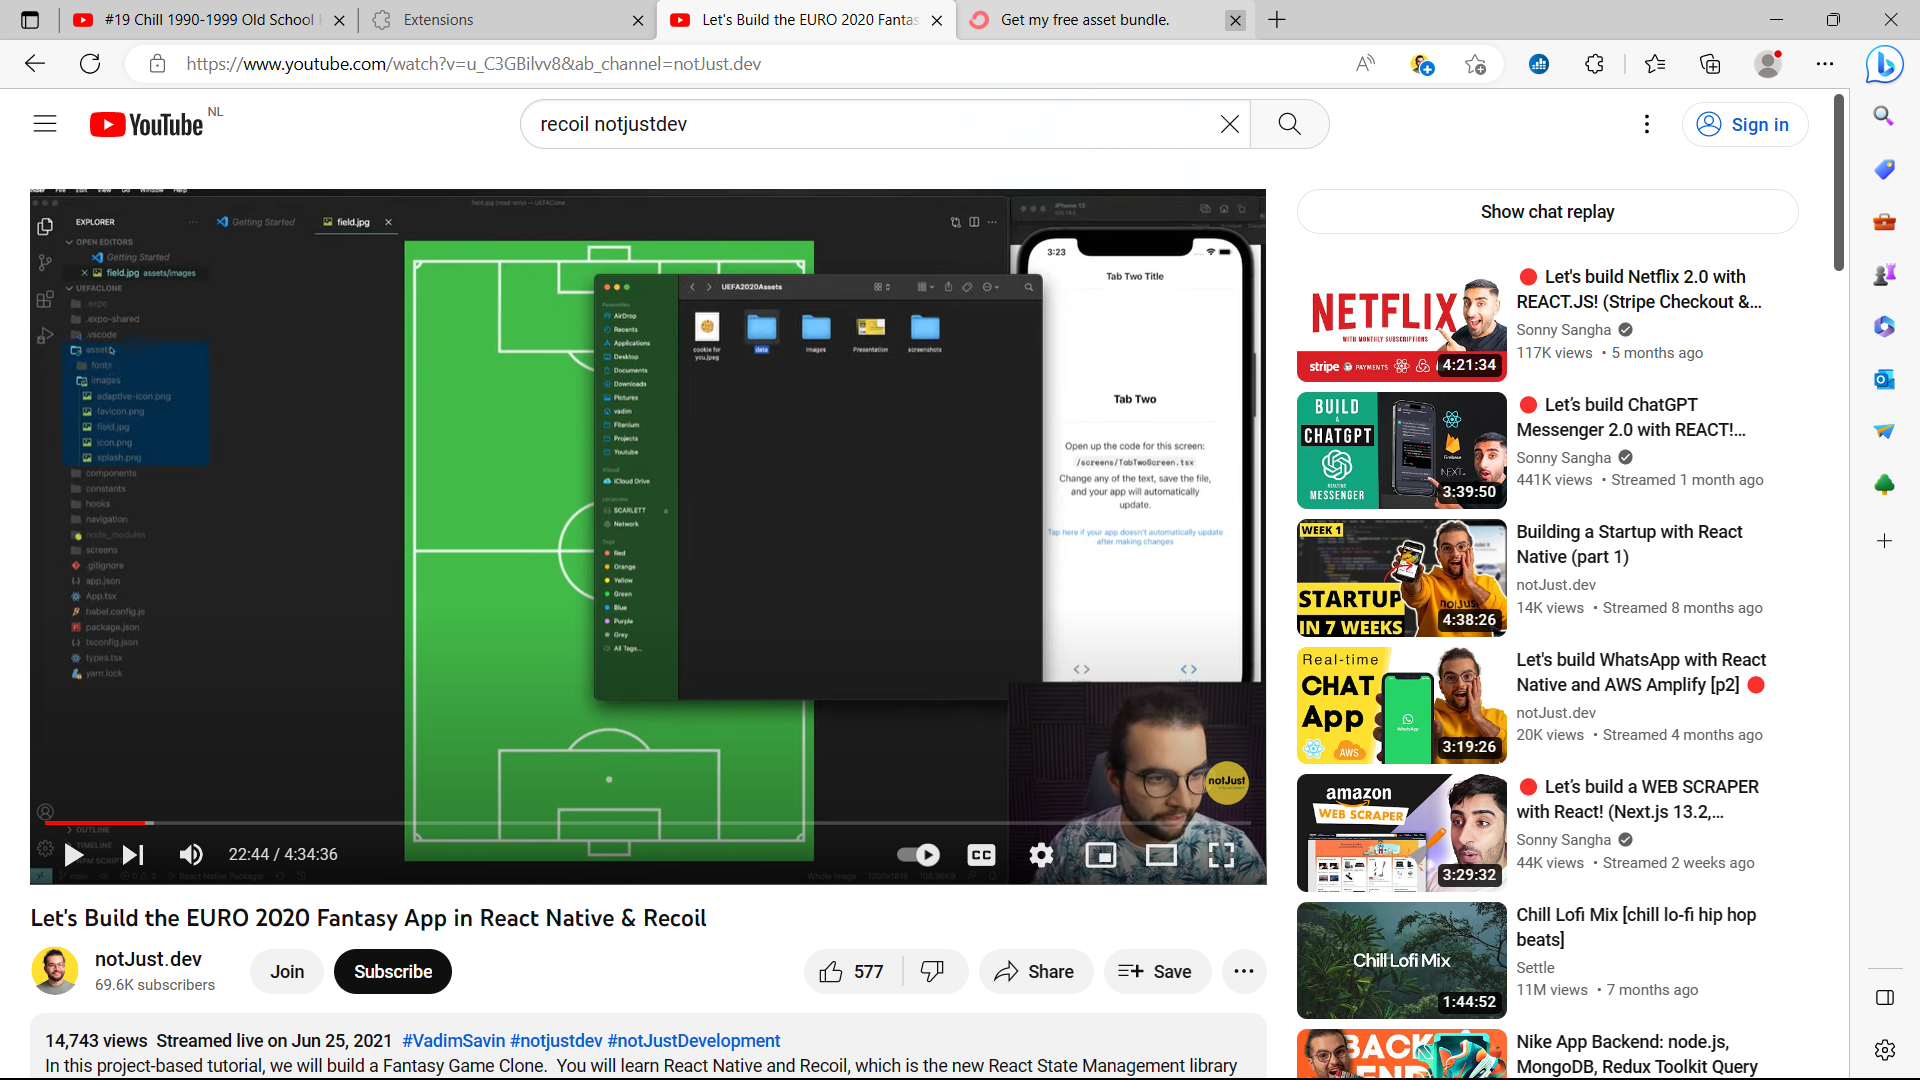 #19 Chill 1990-1999 Old School
Extensions
Let's Build the EURO 2020 Fantas
Get my free asset bundle.
https://www.youtube.com/watch?v=u_C3GBilvv8&ab_channel=notJust.dev
YouTube NL
recoil notjustdev
Sign in
EXPLORER
Getting Started
field.jpg
OPEN EDITORS
Getting Started
field.jpg assets/images
UEFACLONE
.expo
.expo-shared
.vscode
assets
fonts
images
adaptive-icon.png
favicon.png
field.jpg
icon.png
splash.png
components
constants
hooks
navigation
node_modules
screens
.gitignore
app.json
App.tsx
babel.config.js
package.json
tsconfig.json
types.tsx
yarn.lock
OUTLINE
TIMELINE
NPM SCRIPTS
UEFA2020Assets
Favourites
AirDrop
Recents
Applications
Desktop
Documents
Downloads
Pictures
vadim
Fitenium
Projects
Youtube
iCloud
iCloud Drive
Locations
SCARLETT
Network
Tags
Red
Orange
Yellow
Green
Blue
Purple
Grey
All Tags...
cookie for you.jpeg
data
images
Presentation
screenshots
iPhone 12
3:23
Tab Two Title
Tab Two
Open up the code for this screen:
/screens/TabTwoScreen.tsx
Change any of the text, save the file,
and your app will automatically
update.
Tap here if your app doesn't automatically update
after making changes
notJust
22:44 / 4:34:36
CC
Let's Build the EURO 2020 Fantasy App in React Native & Recoil
notJust.dev
69.6K subscribers
Join
Subscribe
577
Share
Save
14,743 views Streamed live on Jun 25, 2021 #VadimSavin #notjustdev #notJustDevelopment
In this project-based tutorial, we will build a Fantasy Game Clone. You will learn React Native and Recoil, which is the new React State Management library
Show chat replay
NETFLIX
WITH MONTHLY SUBSCRIPTIONS
stripe PAYMENTS
4:21:34
Let's build Netflix 2.0 with
REACT.JS! (Stripe Checkout &...
Sonny Sangha
117K views • 5 months ago
BUILD
A
CHATGPT
REALTIME
MESSENGER
Firebase
NEXT.
3:39:50
Let's build ChatGPT
Messenger 2.0 with REACT!...
Sonny Sangha
441K views • Streamed 1 month ago
WEEK 1
STARTUP
IN 7 WEEKS
4:38:26
Building a Startup with React
Native (part 1)
notJust.dev
14K views • Streamed 8 months ago
Real-time
CHAT
App
WhatsApp
AWS
3:19:26
Let's build WhatsApp with React
Native and AWS Amplify [p2]
notJust.dev
20K views • Streamed 4 months ago
amazon
WEB SCRAPER
3:29:32
Let's build a WEB SCRAPER
with React! (Next.js 13.2,...
Sonny Sangha
44K views • Streamed 2 weeks ago
Chill Lofi Mix
1:44:52
Chill Lofi Mix [chill lo-fi hip hop
beats]
Settle
11M views • 7 months ago
BACK
END
Nike App Backend: node.js,
MongoDB, Redux Toolkit Query